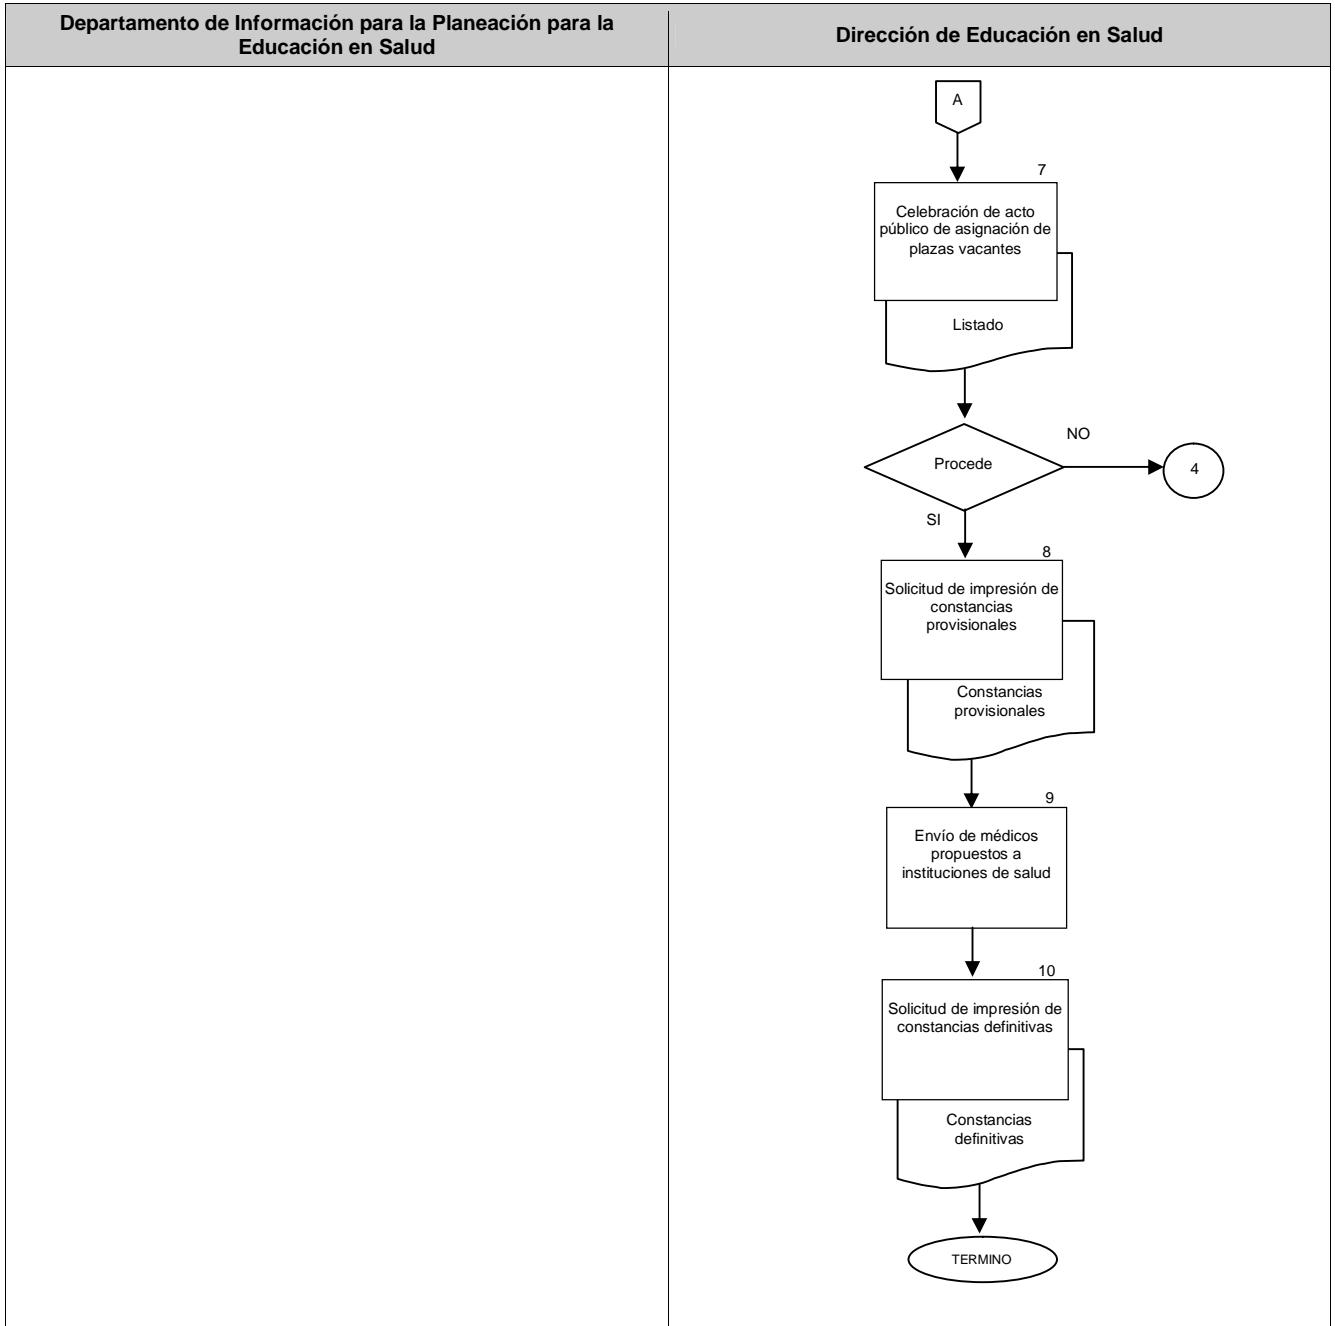 Departamento de Información para la Planeación para la
Educación en Salud
Dirección de Educación en Salud
A
7
Celebración de acto
público de asignación de
plazas vacantes
Listado
Procede
NO
4
SI
8
Solicitud de impresión de
constancias
provisionales
Constancias
provisionales
9
Envío de médicos
propuestos a
instituciones de salud
10
Solicitud de impresión de
constancias definitivas
Constancias
definitivas
TERMINO